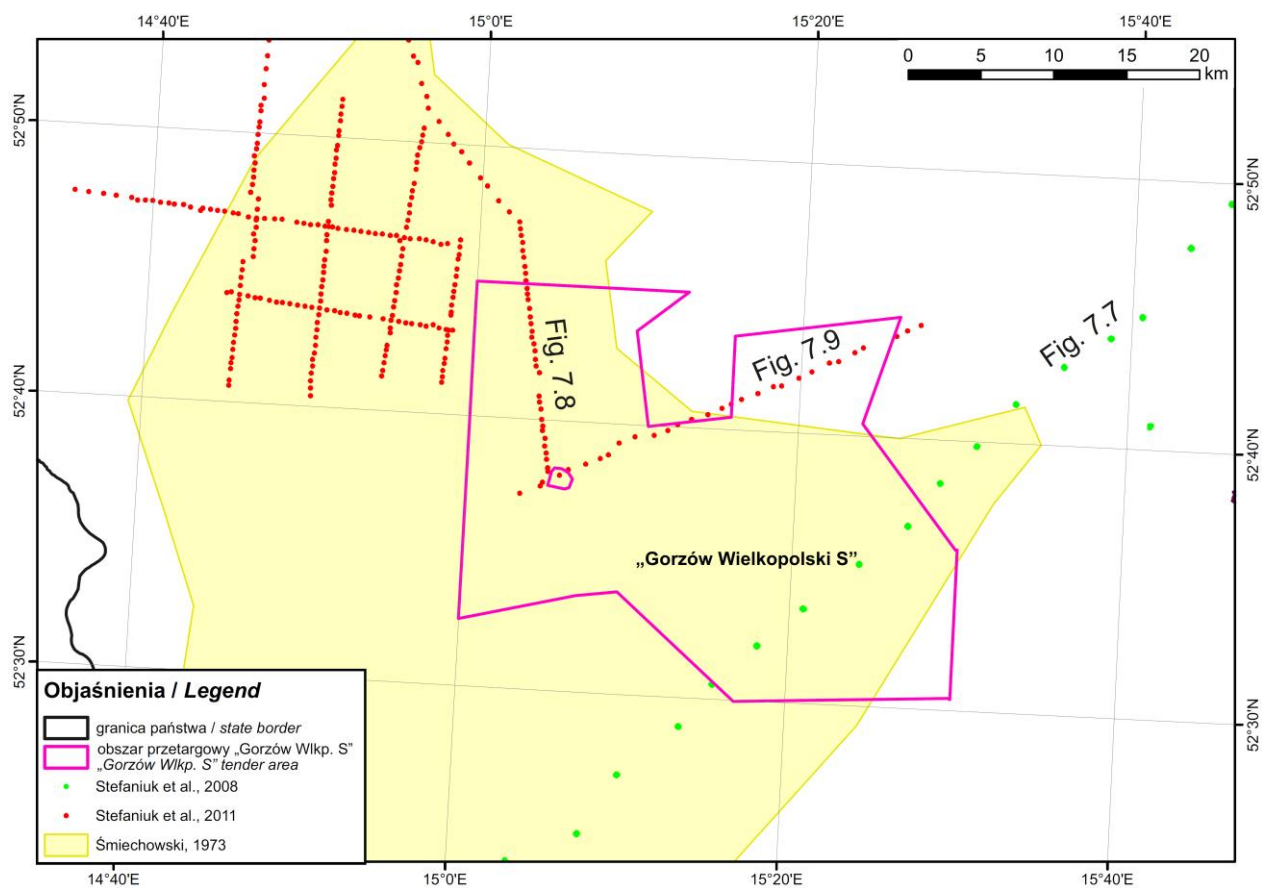 14°40' 15°0' 15°20' 15°40'
0 5 10 15 20
km
52°50'N
52°50'N
Fig. 7.7
Fig. 7.8
Fig. 7.9
52°40'N
52°40'N
„Gorzów Wielkopolski S”
52°30'N
52°30'N
Objaśnienia / Legend
granica państwa / state border
obszar przetargowy „Gorzów Wlkp. S”
„Gorzów Wlkp. S” tender area
Stefaniuk et al., 2008
Stefaniuk et al., 2011
Śmiechowski, 1973
14°40' 15°0' 15°20' 15°40'